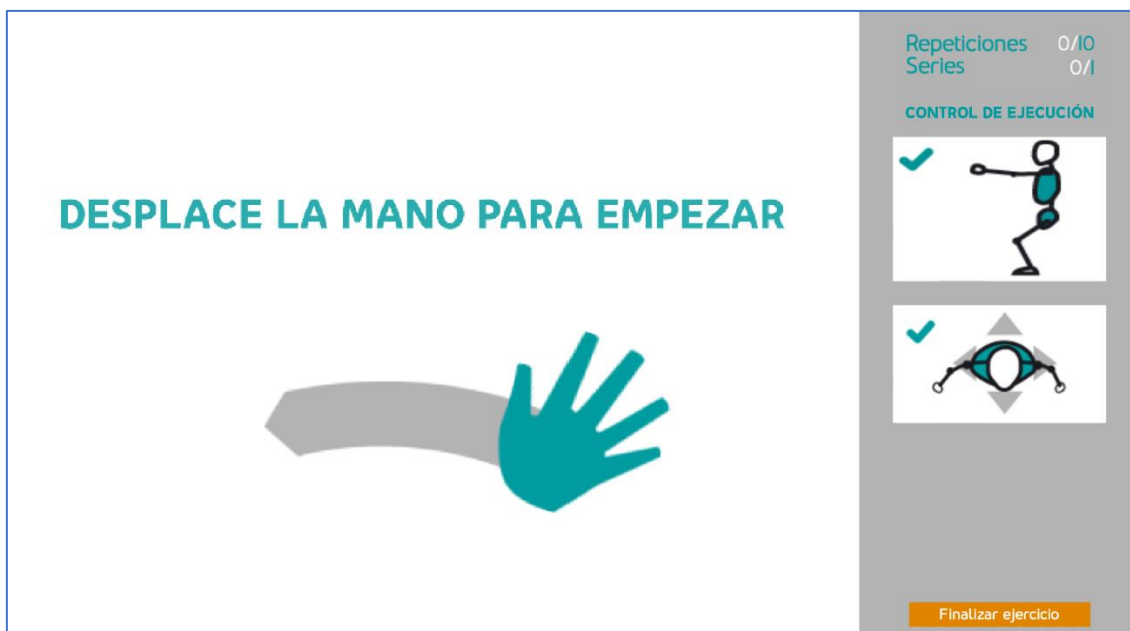 DESPLACE LA MANO PARA EMPEZAR
Repeticiones 0/10
Series 0/1
CONTROL DE EJECUCIÓN
Finalizar ejercicio